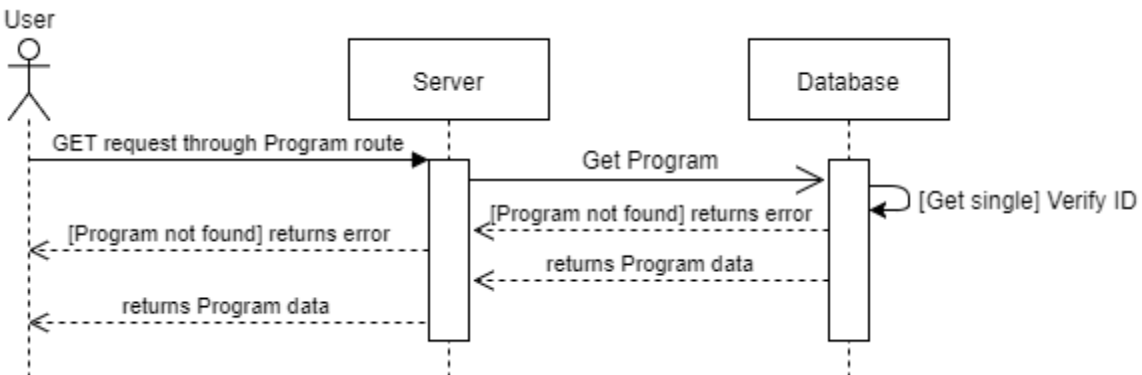 User
Server
Database
GET request through Program route
Get Program
[Get single] Verify ID
[Program not found] returns error
[Program not found] returns error
returns Program data
returns Program data